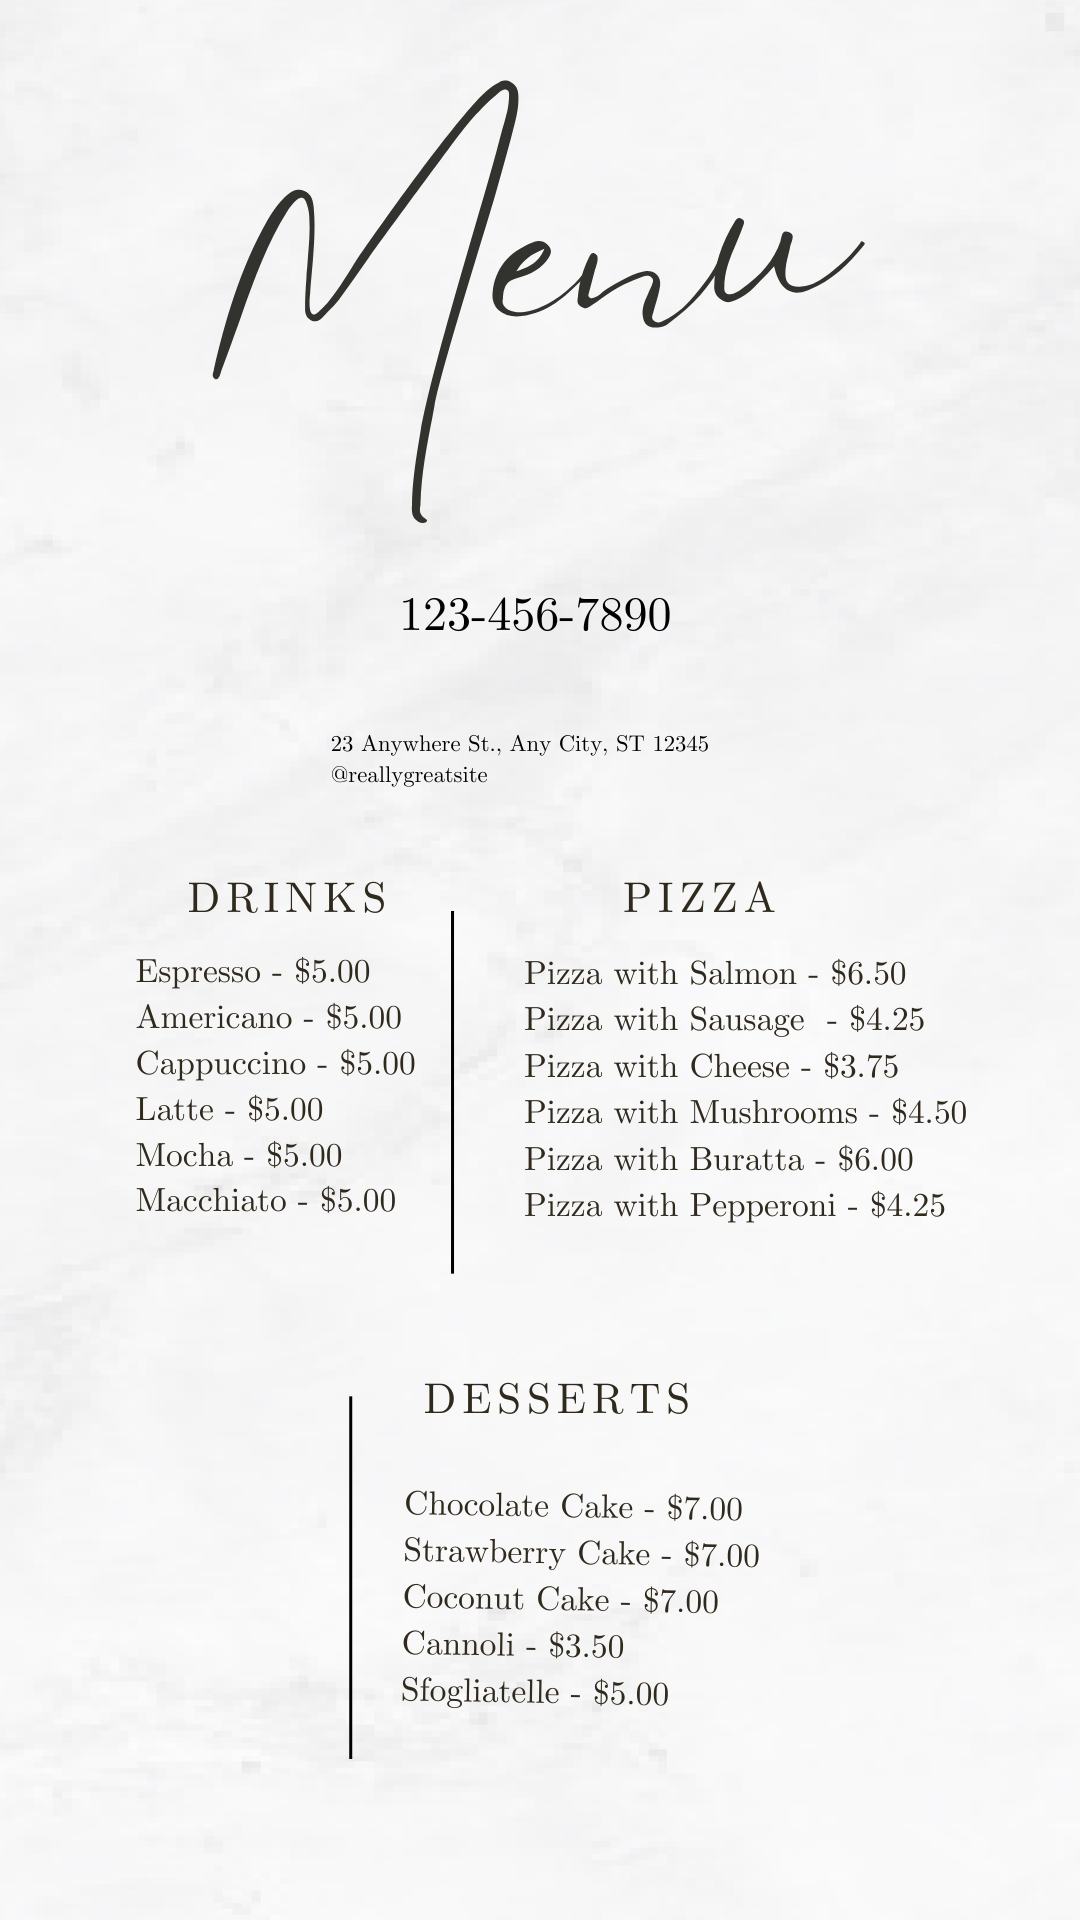 Menu
123-456-7890
23 Anywhere St., Any City, ST 12345
@reallygreatsite
DRINKS
Espresso - $5.00
Americano - $5.00
Cappuccino - $5.00
Latte - $5.00
Mocha - $5.00
Macchiato - $5.00
PIZZA
Pizza with Salmon - $6.50
Pizza with Sausage  - $4.25
Pizza with Cheese - $3.75
Pizza with Mushrooms - $4.50
Pizza with Buratta - $6.00
Pizza with Pepperoni - $4.25
DESSERTS
Chocolate Cake - $7.00
Strawberry Cake - $7.00
Coconut Cake - $7.00
Cannoli - $3.50
Sfogliatelle - $5.00